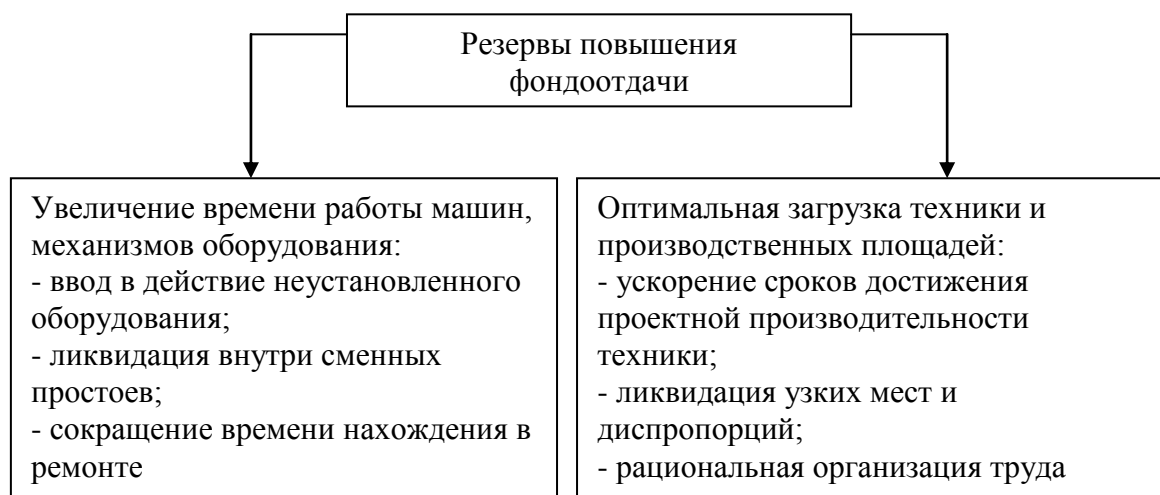 Резервы повышения
фондоотдачи
Увеличение времени работы машин,
механизмов оборудования:
- ввод в действие неустановленного
оборудования;
- ликвидация внутри сменных
простоев;
- сокращение времени нахождения в
ремонте
Оптимальная загрузка техники и
производственных площадей:
- ускорение сроков достижения
проектной производительности
техники;
- ликвидация узких мест и
диспропорций;
- рациональная организация труда